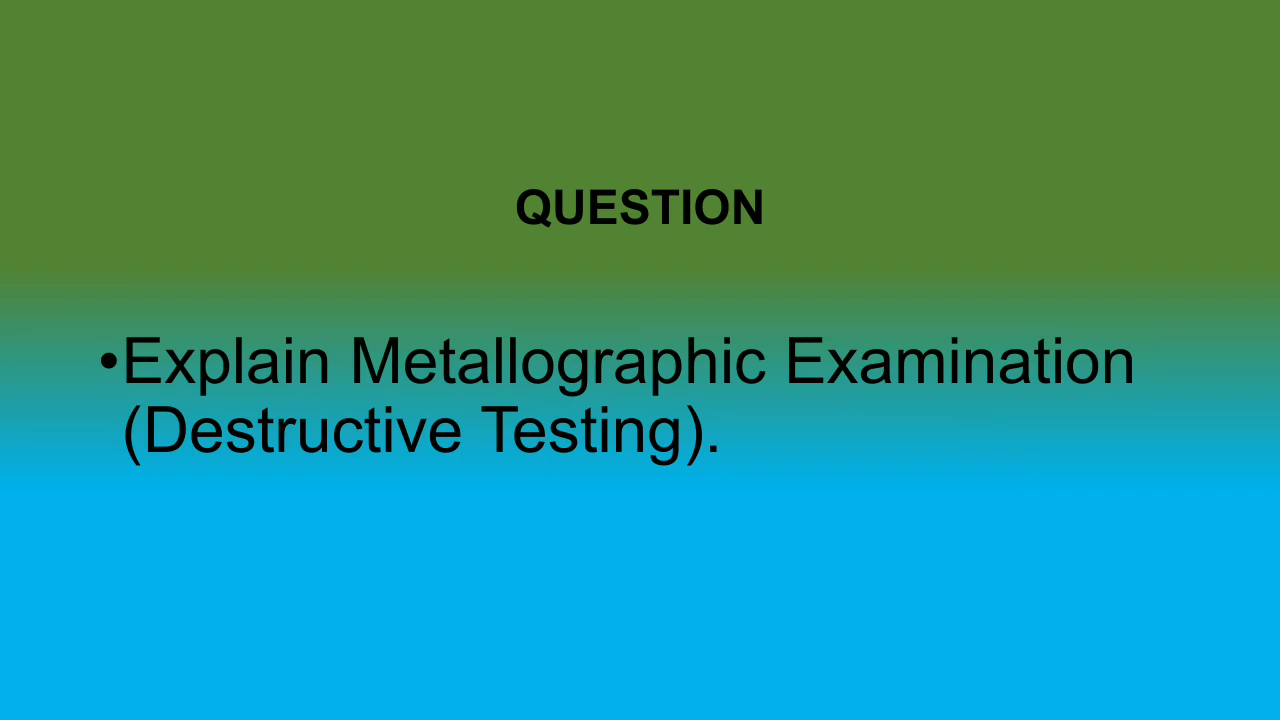 QUESTION
•Explain Metallographic Examination
(Destructive Testing).